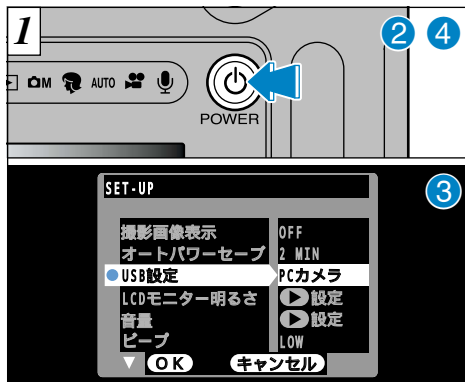 1
2 4
M AUTO
POWER
3
SET-UP
撮影画像表示 OFF
オートパワーセーブ 2 MIN
USB設定 PCカメラ
LCDモニター明るさ 設定
音量 設定
ビープ LOW
OK キャンセル